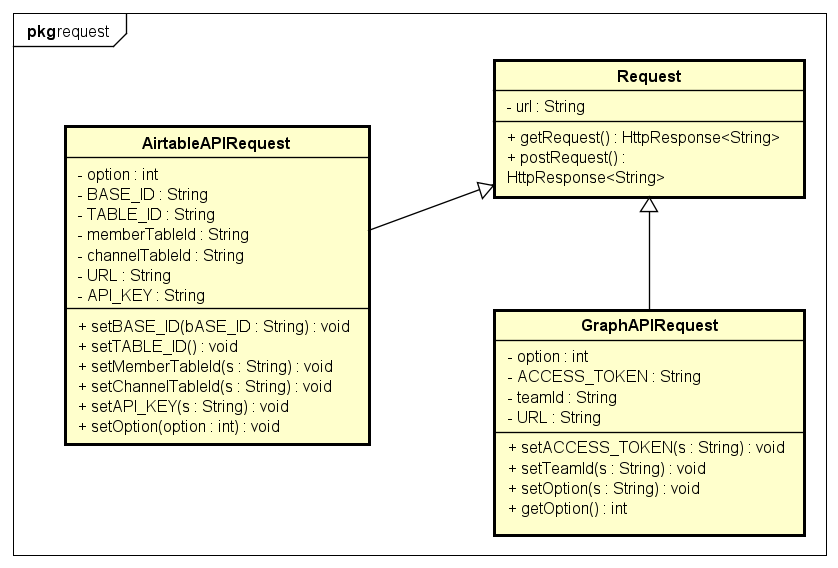 pkg request
Request
- url : String
+ getRequest() : HttpResponse<String>
+ postRequest() :
HttpResponse<String>
AirtableAPIRequest
- option : int
- BASE_ID : String
- TABLE_ID : String
- memberTableId : String
- channelTableId : String
- URL : String
- API_KEY : String
+ setBASE_ID(bASE_ID : String) : void
+ setTABLE_ID() : void
+ setMemberTableId(s : String) : void
+ setChannelTableId(s : String) : void
+ setAPI_KEY(s : String) : void
+ setOption(option : int) : void
GraphAPIRequest
- option : int
- ACCESS_TOKEN : String
- teamId : String
- URL : String
+ setACCESS_TOKEN(s : String) : void
+ setTeamId(s : String) : void
+ setOption(s : String) : void
+ getOption() : int